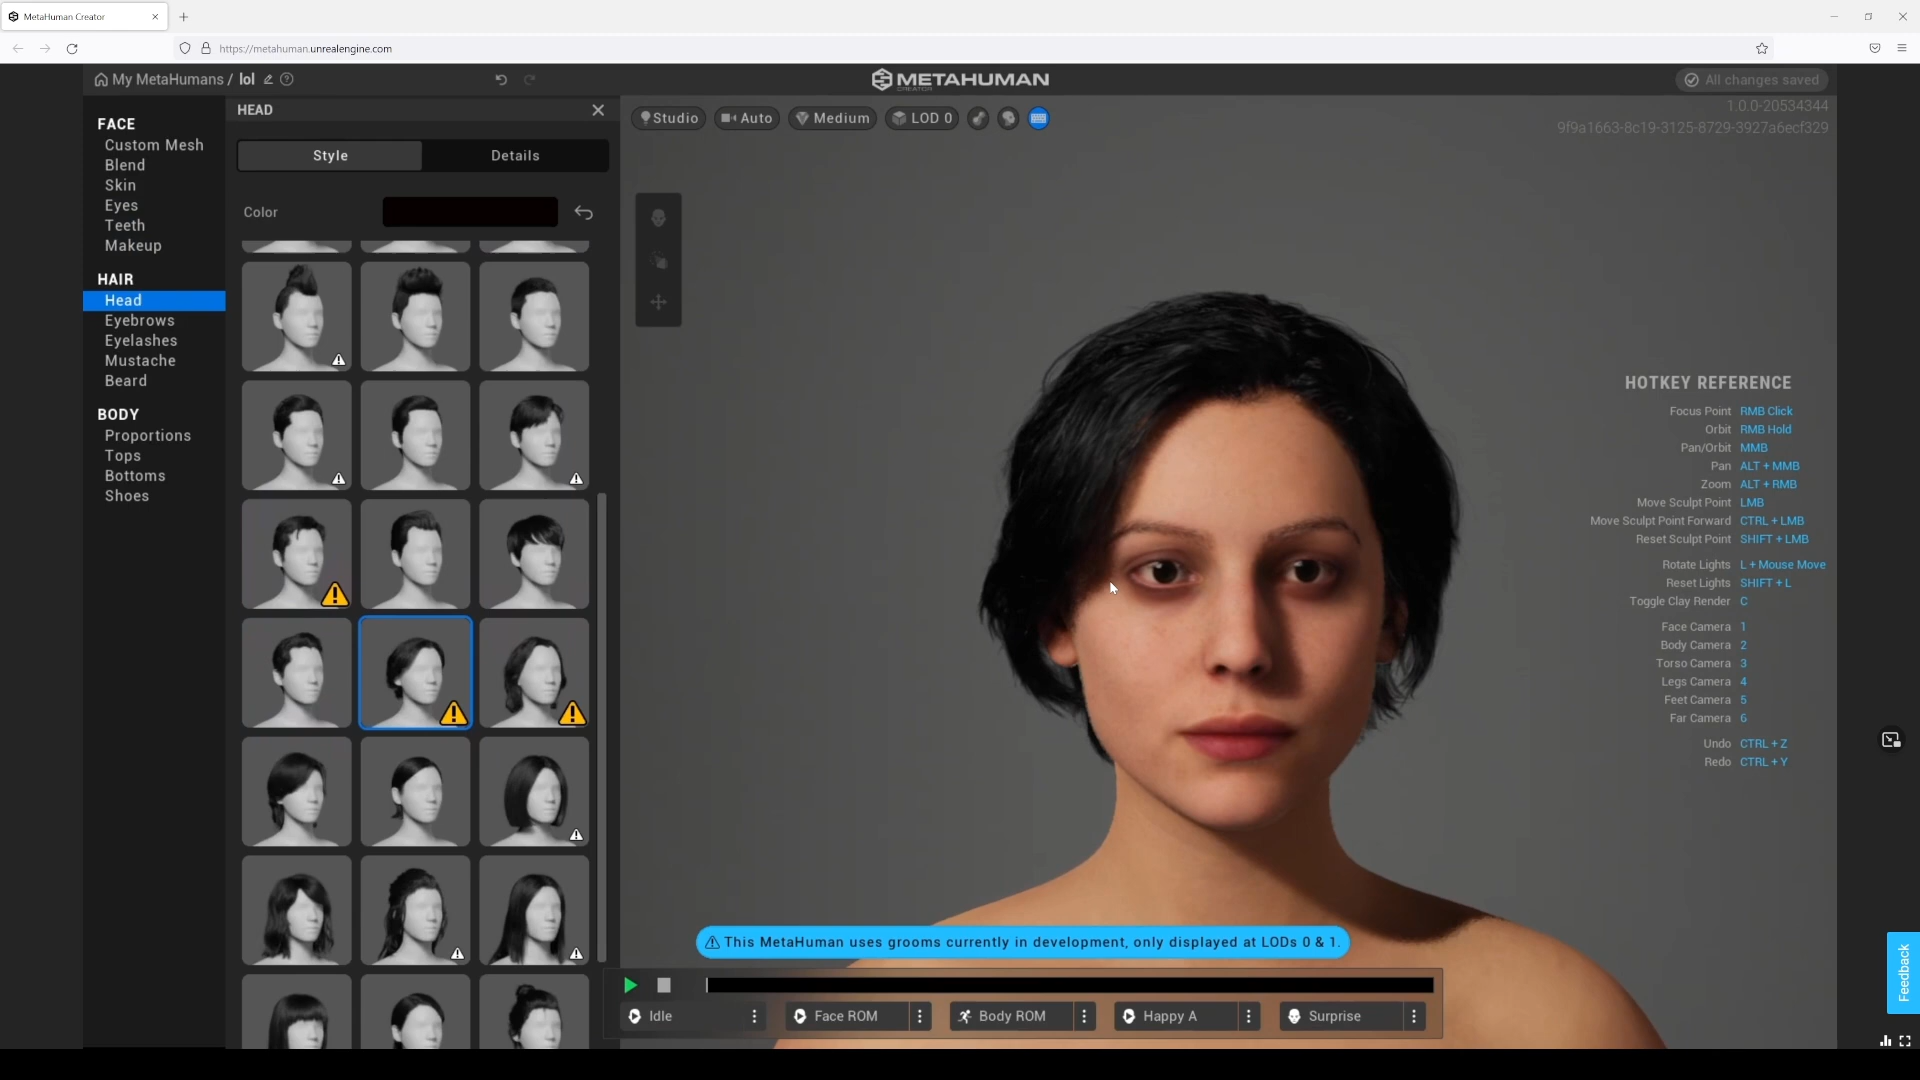 MetaHuman Creator
https://metahuman.unrealengine.com
My MetaHumans / lol
METAHUMAN
CREATOR
All changes saved
1.0.0-20534344
9f9a1663-8c19-3125-8729-3927a6ecf329
FACE
Custom Mesh
Blend
Skin
Eyes
Teeth
Makeup
HAIR
Head
Eyebrows
Eyelashes
Mustache
Beard
BODY
Proportions
Tops
Bottoms
Shoes
HEAD
Style Details
Color
Studio Auto Medium LOD 0
HOTKEY REFERENCE
Focus Point RMB Click
Orbit RMB Hold
Pan/Orbit MMB
Pan ALT + MMB
Zoom ALT + RMB
Move Sculpt Point LMB
Move Sculpt Point Forward CTRL + LMB
Reset Sculpt Point SHIFT + LMB
Rotate Lights L + Mouse Move
Reset Lights SHIFT + L
Toggle Clay Render C
Face Camera 1
Body Camera 2
Torso Camera 3
Legs Camera 4
Feet Camera 5
Far Camera 6
Undo CTRL + Z
Redo CTRL + Y
This MetaHuman uses grooms currently in development, only displayed at LODs 0 & 1.
Idle Face ROM Body ROM Happy A Surprise
Feedback